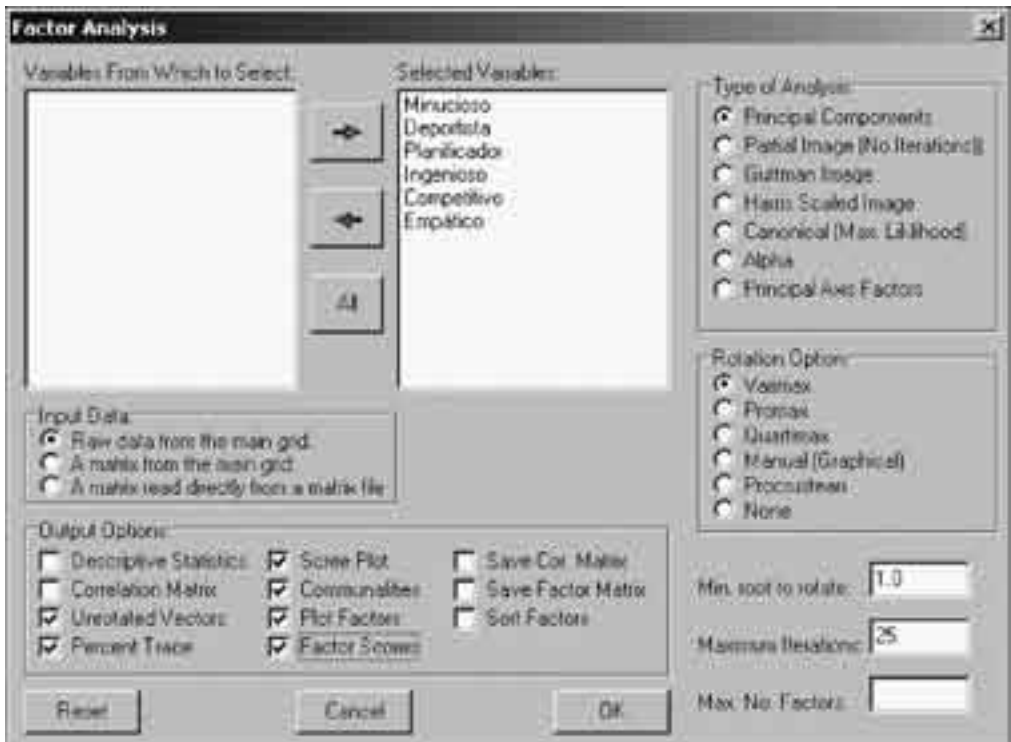 Factor Analysis
Variables From Which to Select:
Selected Variables:
Minucioso
Deportista
Planificador
Ingenioso
Competitivo
Empático
All
Type of Analysis:
Principal Components
Partial Image (No Iterations)
Guttman Image
Harris Scaled Image
Canonical (Max. Liklihood)
Alpha
Principal Axis Factors
Rotation Option:
Varimax
Promax
Quartimax
Manual (Graphical)
Procrustean
None
Input Data:
Raw data from the main grid.
A matrix from the main grid
A matrix read directly from a matrix file
Output Options:
Descriptive Statistics
Correlation Matrix
Unrotated Vectors
Percent Trace
Scree Plot
Communalities
Plot Factors
Factor Scores
Save Cor. Matrix
Save Factor Matrix
Sort Factors
Min. root to rotate: 1.0
Maximum Iterations: 25
Max. No. Factors:
Reset
Cancel
OK